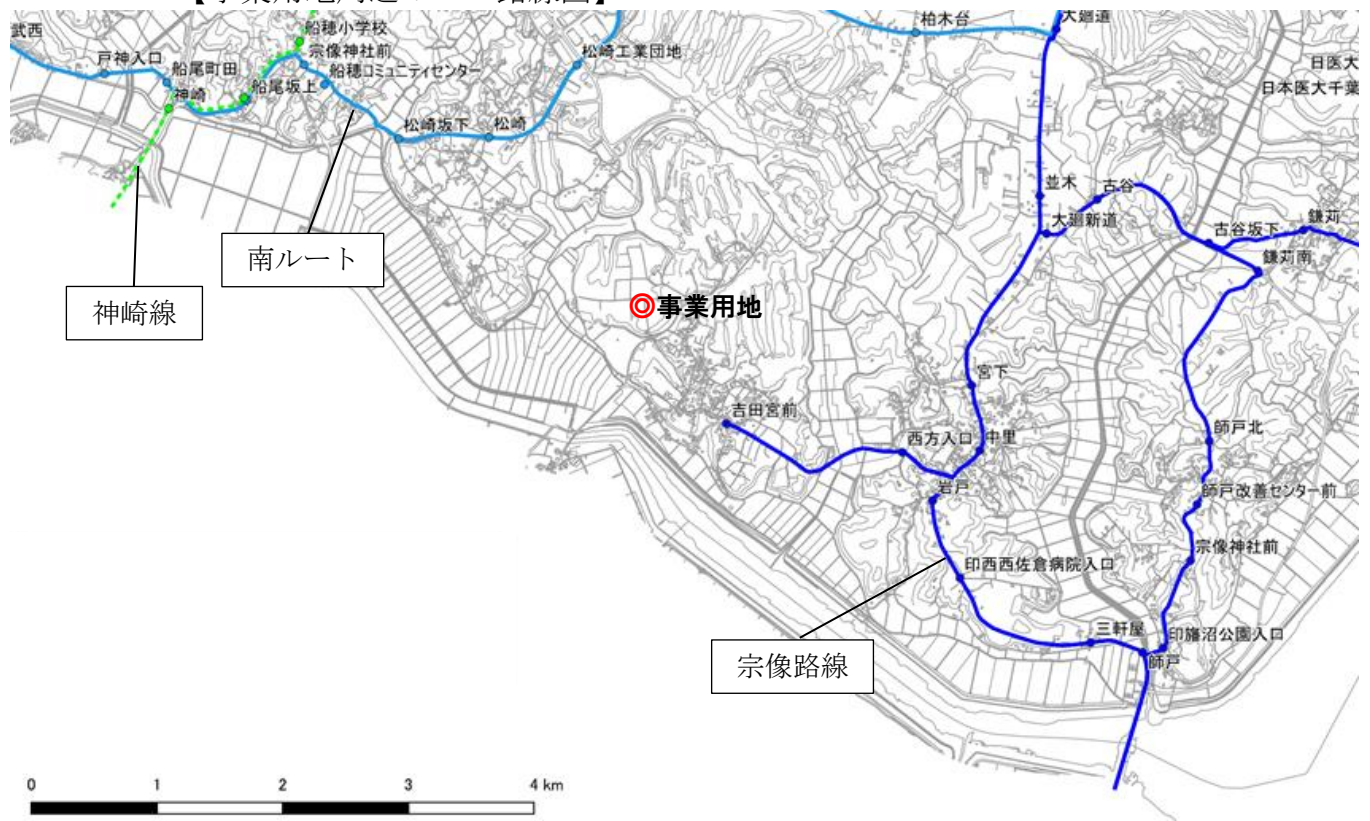 武西
戸神入口
船尾町田
神崎
船尾坂上
船穂小学校
宗像神社前
船穂コミュニティセンター
松崎工業団地
松崎坂下
松崎
柏木台
大廻道
日医大
日本医大千葉
並木
古谷
大廻新道
古谷坂下
鎌苅
鎌苅南
南ルート
神崎線
◎事業用地
宮下
吉田宮前
西方入口
中里
岩戸
師戸北
師戸改善センター前
宗像神社前
印西西佐倉病院入口
三軒屋
印旛沼公園入口
師戸
宗像路線
0 1 2 3 4 km